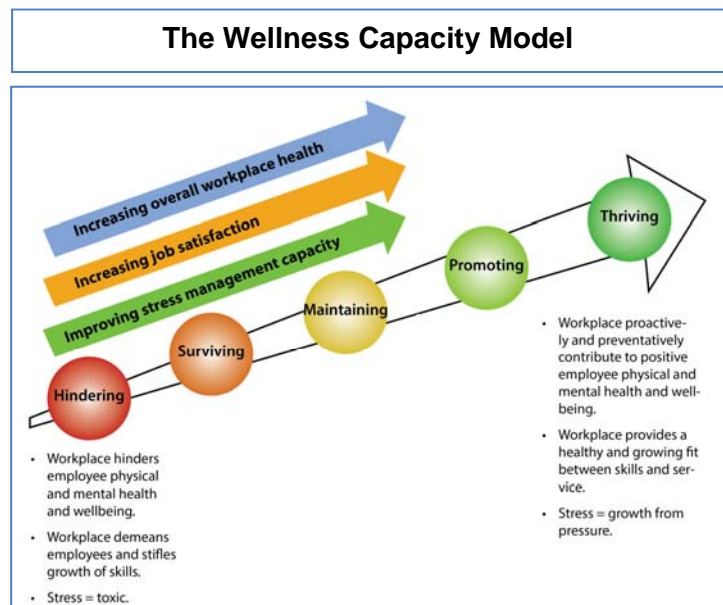 The Wellness Capacity Model
Increasing overall workplace health
Increasing job satisfaction
Improving stress management capacity
Hindering
Surviving
Maintaining
Promoting
Thriving
• Workplace hinders
employee physical
and mental health
and wellbeing.
• Workplace demeans
employees and stifles
growth of skills.
• Stress = toxic.
• Workplace proactive-
ly and preventatively
contribute to positive
employee physical and
mental health and well-
being.
• Workplace provides a
healthy and growing fit
between skills and ser-
vice.
• Stress = growth from
pressure.